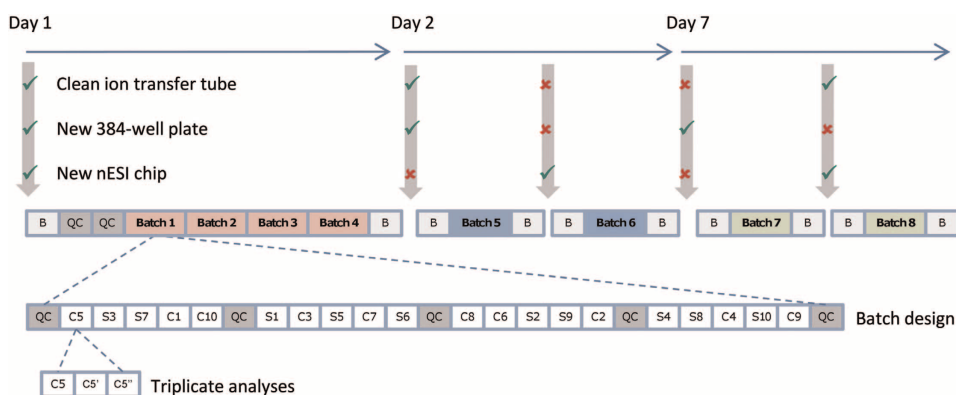 Day 1 Day 2 Day 7
Clean ion transfer tube
New 384-well plate
New nESI chip
B QC QC Batch 1 Batch 2 Batch 3 Batch 4 B B Batch 5 B B Batch 6 B B Batch 7 B B Batch 8 B
QC C5 S3 S7 C1 C10 QC S1 C3 S5 C7 S6 QC C8 C6 S2 S9 C2 QC S4 S8 C4 S10 C9 QC Batch design
C5 C5' C5" Triplicate analyses